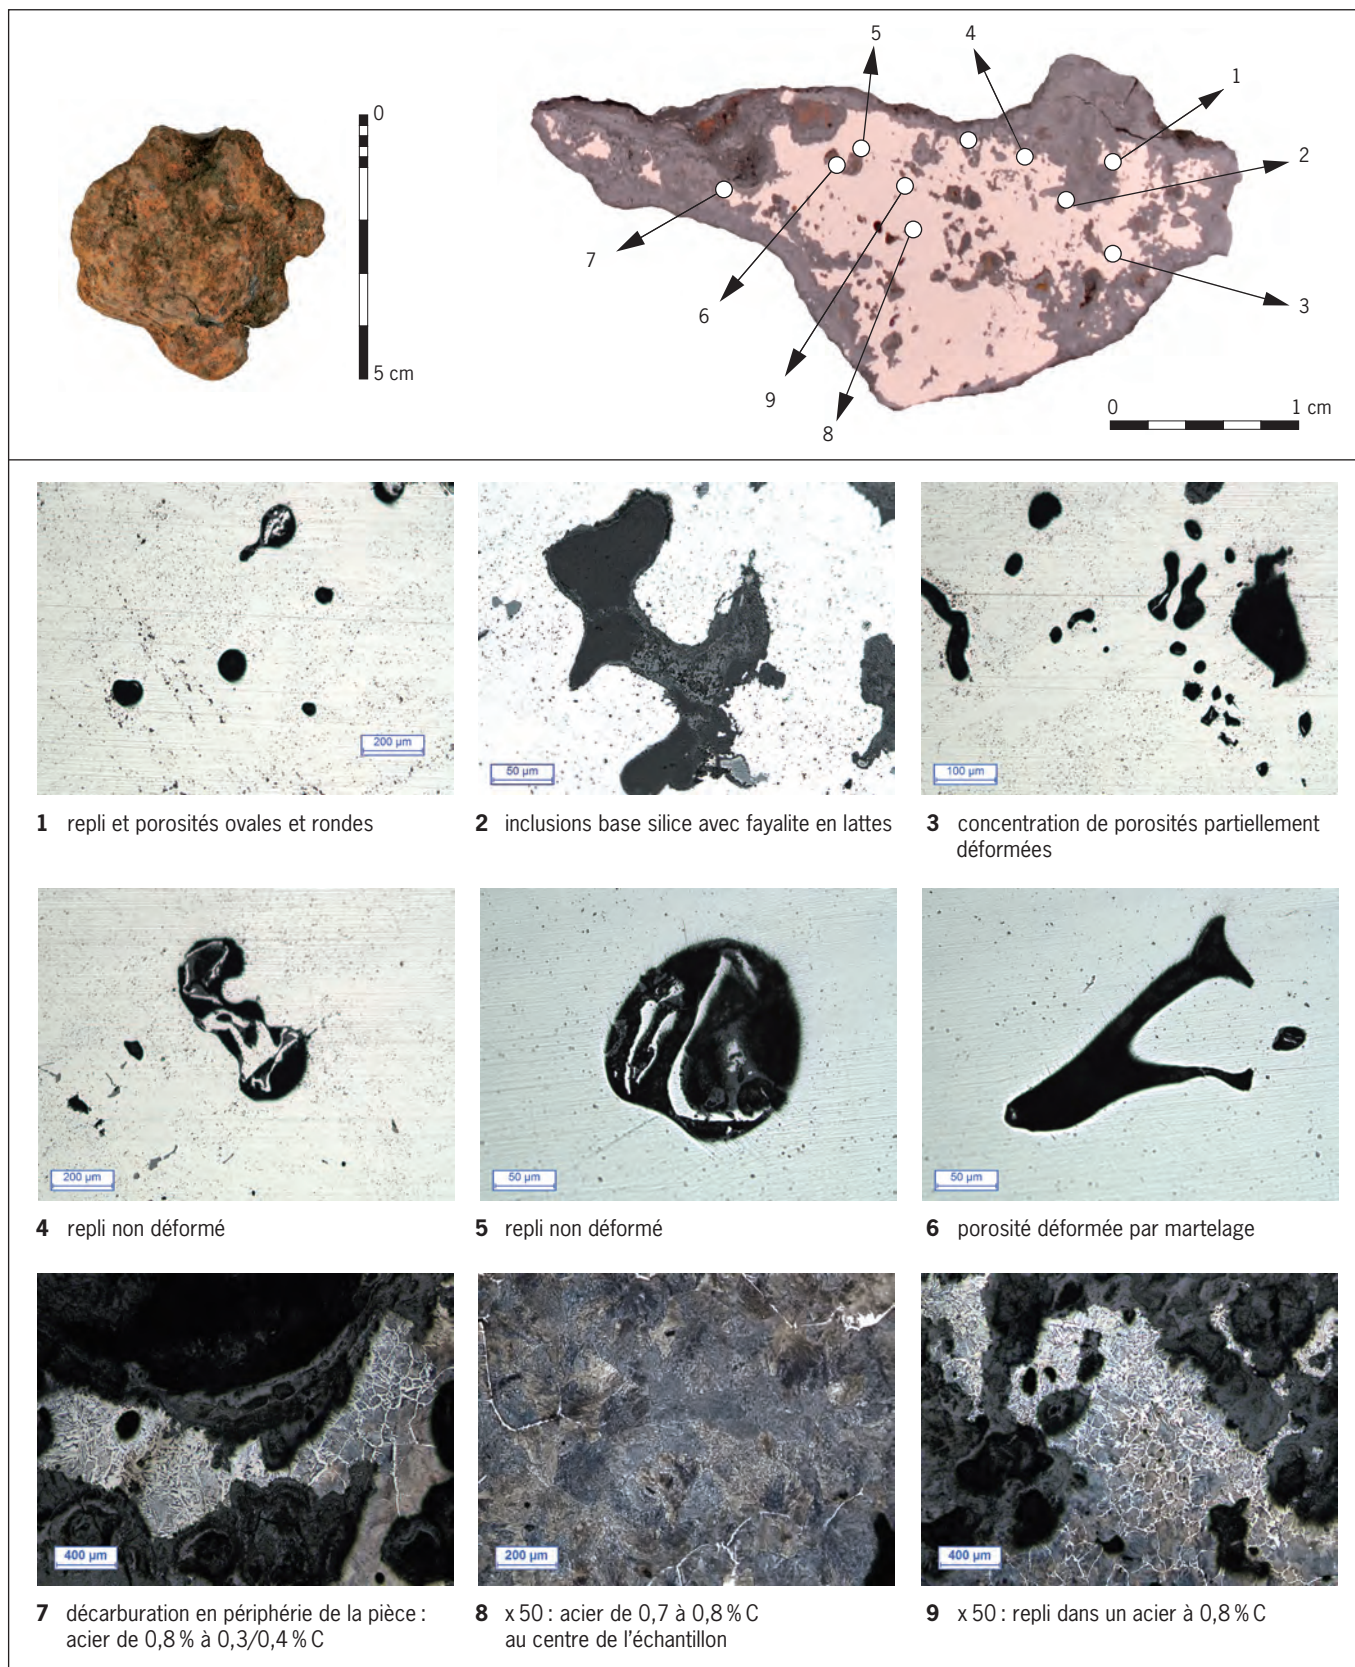 0
5 cm
5
4
1
2
3
7
6
9
8
0 1 cm
200 µm
50 µm
100 µm
1 repli et porosités ovales et rondes
2 inclusions base silice avec fayalite en lattes
3 concentration de porosités partiellement
déformées
200 µm
50 µm
50 µm
4 repli non déformé
5 repli non déformé
6 porosité déformée par martelage
400 µm
200 µm
400 µm
7 décarburation en périphérie de la pièce :
acier de 0,8 % à 0,3/0,4 % C
8 x 50 : acier de 0,7 à 0,8 % C
au centre de l'échantillon
9 x 50 : repli dans un acier à 0,8 % C